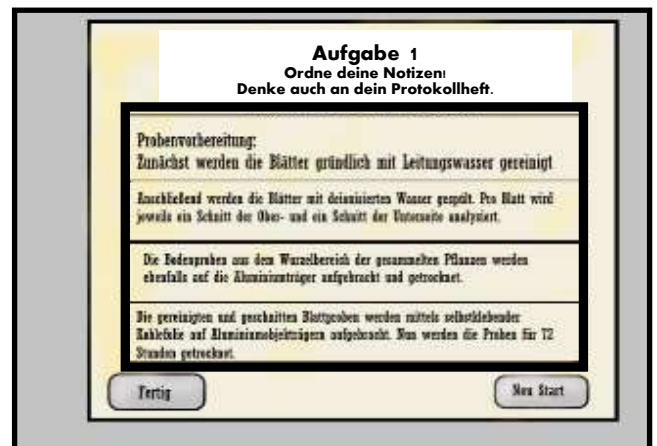 Aufgabe 1
Ordne deine Notizen!
Denke auch an dein Protokollheft.
Probenvorbereitung:
Zunächst werden die Blätter gründlich mit Leitungswasser gereinigt
Anschließend werden die Blätter mit deionisierten Wasser gespült. Pro Blatt wird
jeweils ein Schnitt der Ober- und ein Schnitt der Unterseite analysiert.
Die Bodenproben aus dem Wurzelbereich der gesammelten Pflanzen werden
ebenfalls auf die Aluminiumträger aufgebracht und getrocknet.
Die gereinigten und geschnitten Blattproben werden mittels selbstklebender
Kohlefolie auf Aluminiumobjektträgern aufgebracht. Nun werden die Proben für 72
Stunden getrocknet.
Fertig
Neu Start